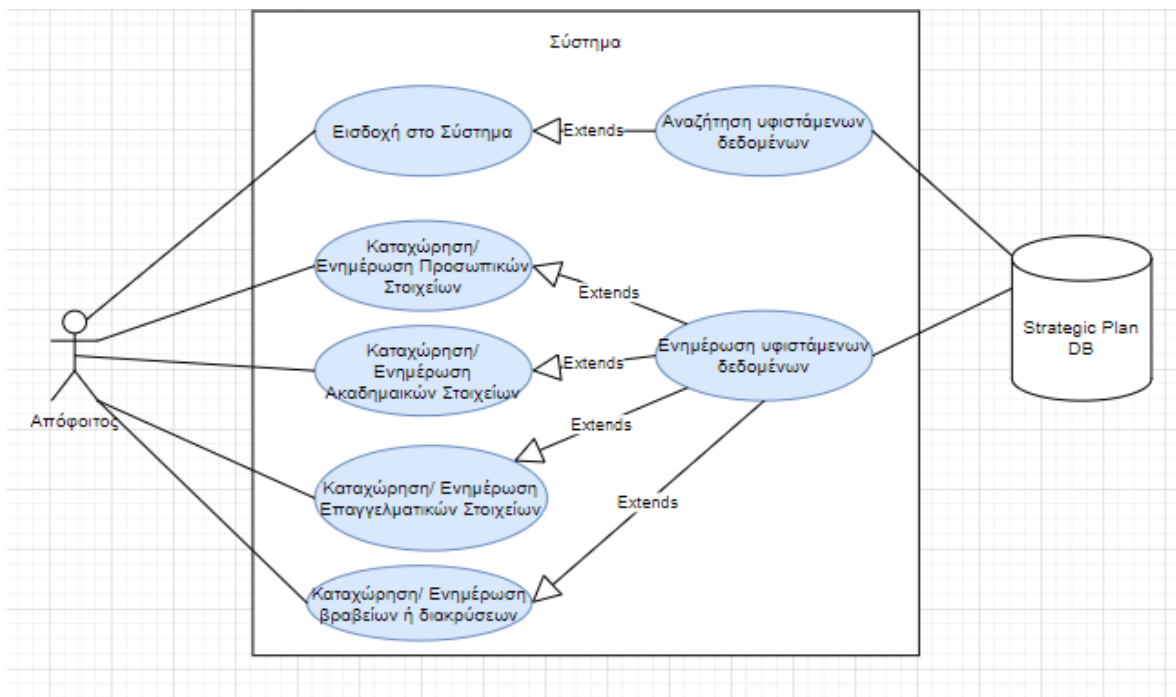 Σύστημα
Εισδοχή στο Σύστημα
Extends
Αναζήτηση υφιστάμενων
δεδομένων
Καταχώρηση/
Ενημέρωση Προσωπικών
Στοιχείων
Extends
Καταχώρηση/
Ενημέρωση
Ακαδημαικών Στοιχείων
Extends
Ενημέρωση υφιστάμενων
δεδομένων
Strategic Plan
DB
Απόφοιτος
Extends
Καταχώρηση/ Ενημέρωση
Επαγγελματικών Στοιχείων
Extends
Καταχώρηση/ Ενημέρωση
βραβείων ή διακρύσεων